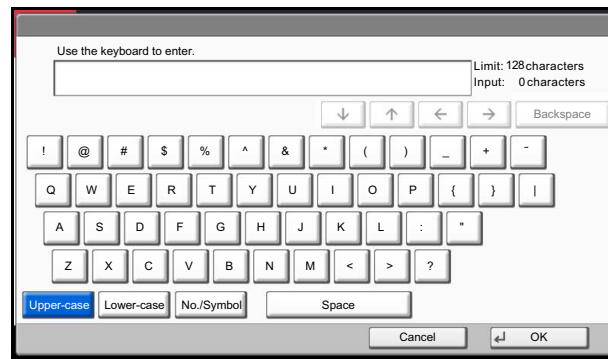 Use the keyboard to enter.
Limit: 128 characters
Input: 0 characters
↓ ↑ ← → Backspace
! @ # $ % ^ & * ( ) _ + ~
Q W E R T Y U I O P { } |
A S D F G H J K L : "
Z X C V B N M < > ?
Upper-case Lower-case No./Symbol Space
Cancel ↵ OK